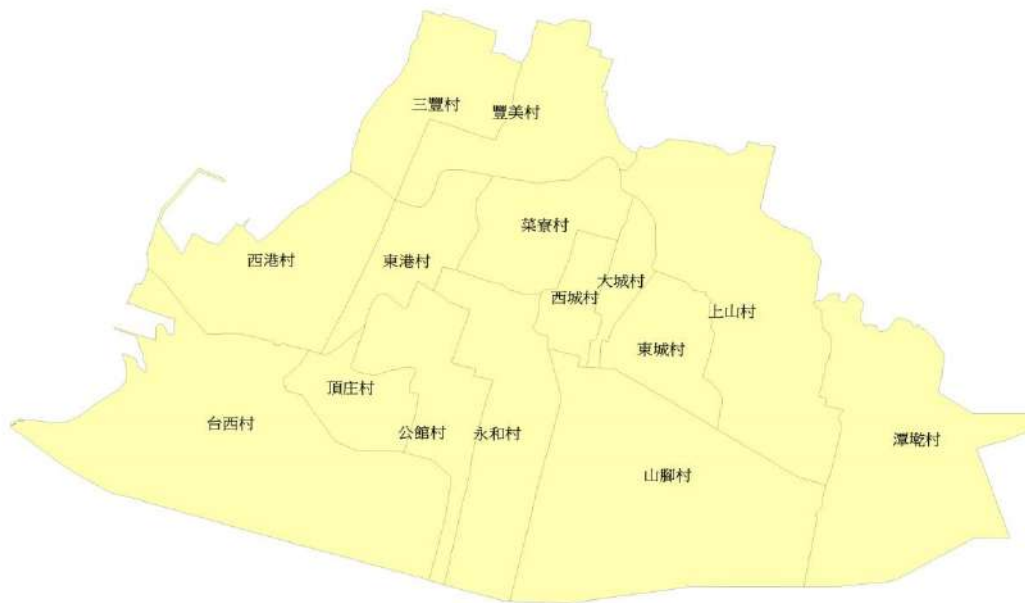 三豐村
豐美村
菜寮村
西港村
東港村
大城村
西城村
上山村
東城村
頂庄村
台西村
公館村
永和村
潭墘村
山腳村